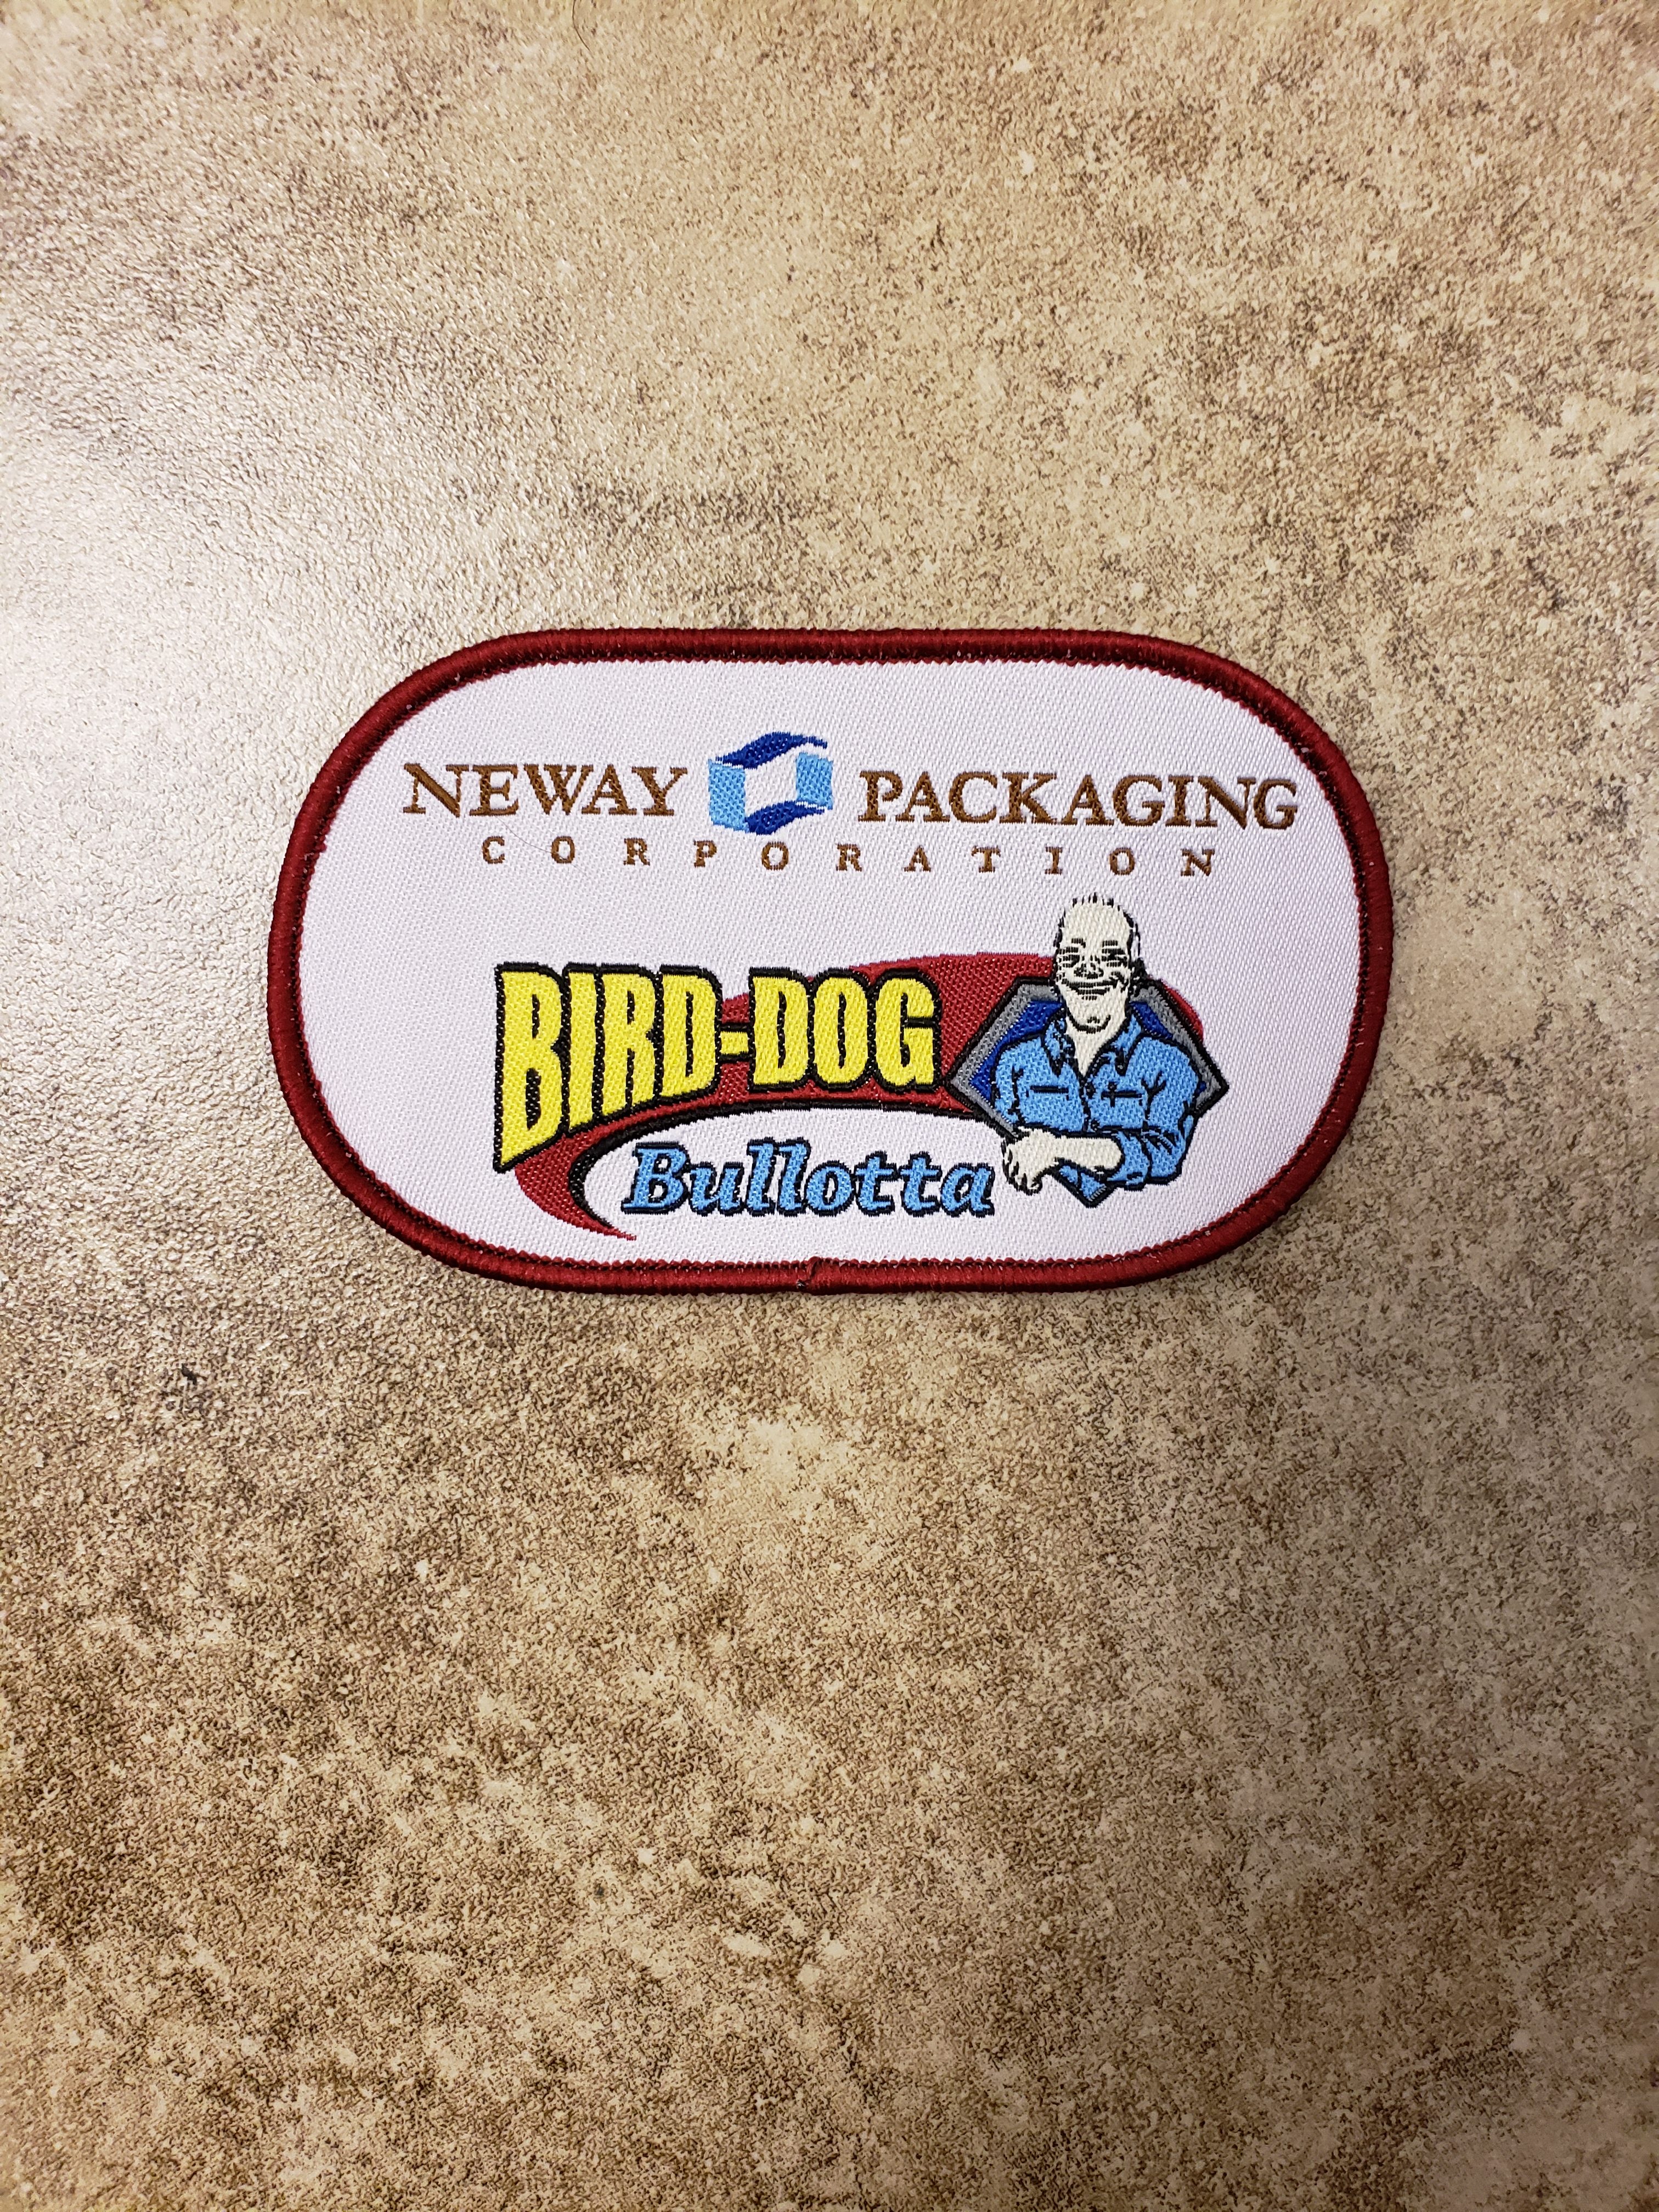 NEWAY PACKAGING
CORPORATION
BIRD-DOG
Bullotta